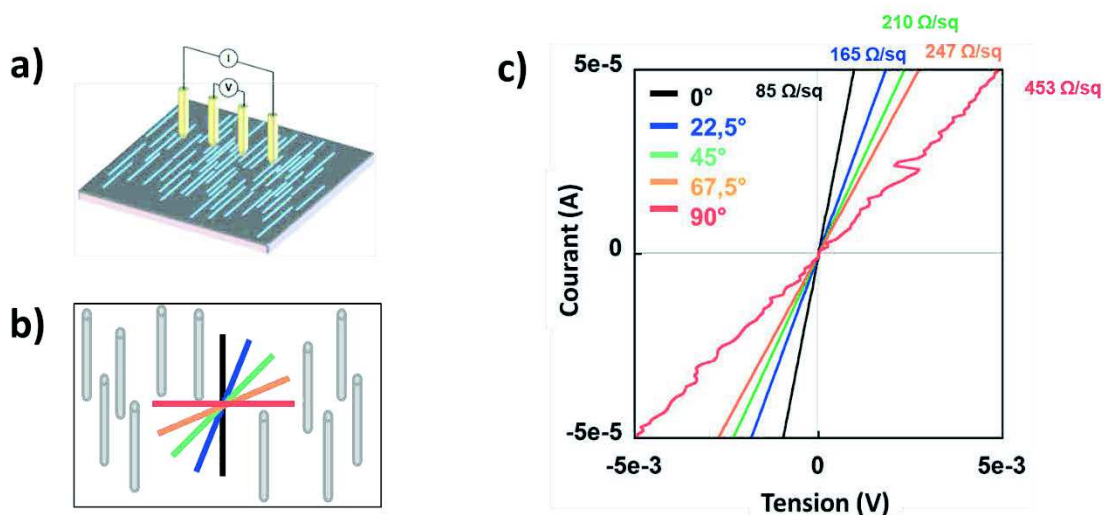 a)
I
V
b)
c)
210 Ω/sq
165 Ω/sq
247 Ω/sq
5e-5
85 Ω/sq
453 Ω/sq
0°
22,5°
45°
67,5°
90°
Courant (A)
0
-5e-5
-5e-3
0
5e-3
Tension (V)